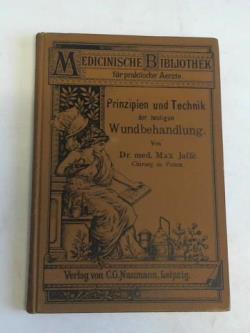 MEDICINISCHE BIBLIOTHEK
für praktische Aerzte.
Prinzipien und Technik
der heutigen
Wundbehandlung.
Von
Dr. med. Max Jaffé
Chirurg in Posen
Verlag von C.G. Naumann, Leipzig.